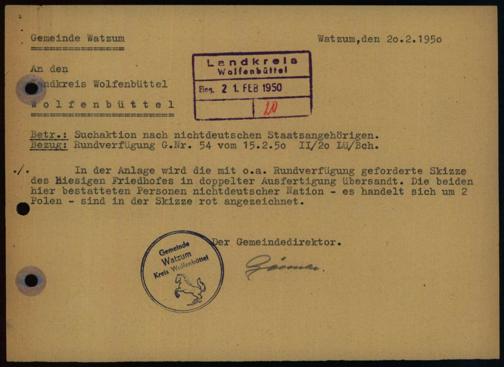 Gemeinde Watzum
Watzum,den 20.2.1950
An den
Landkreis Wolfenbüttel
Wolfenbüttel
Landkreis
Wolfenbüttel
Eing. 21. FEB 1950
20
Betr.: Suchaktion nach nichtdeutschen Staatsangehörigen.
Bezug: Rundverfügung G.Nr. 54 vom 15.2.50 II/20 LÜ/Sch.
In der Anlage wird die mit o.a. Rundverfügung geforderte Skizze
des hiesigen Friedhofes in doppelter Ausfertigung übersandt. Die beiden
hier bestatteten Personen nichtdeutscher Nation - es handelt sich um 2
Polen - sind in der Skizze rot angezeichnet.
Der Gemeindedirektor.
Gemeinde
Watzum
Kreis Wolfenbüttel